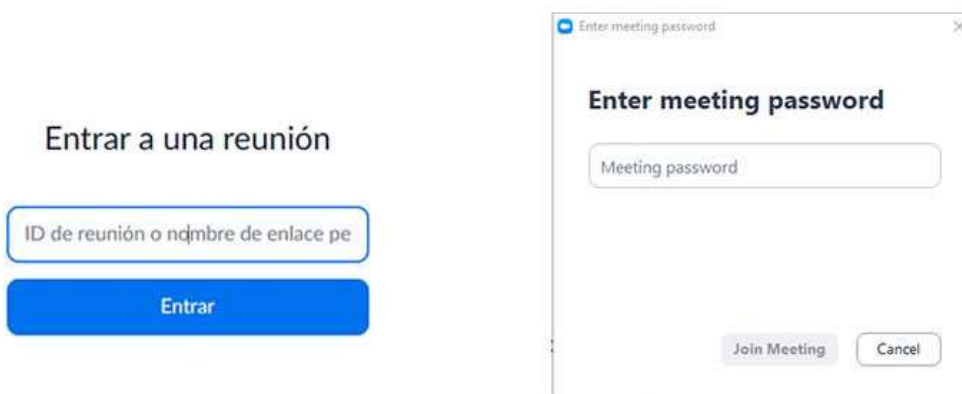 Entrar a una reunión
ID de reunión o nombre de enlace pe
Entrar
Enter meeting password
Enter meeting password
Meeting password
Join Meeting
Cancel